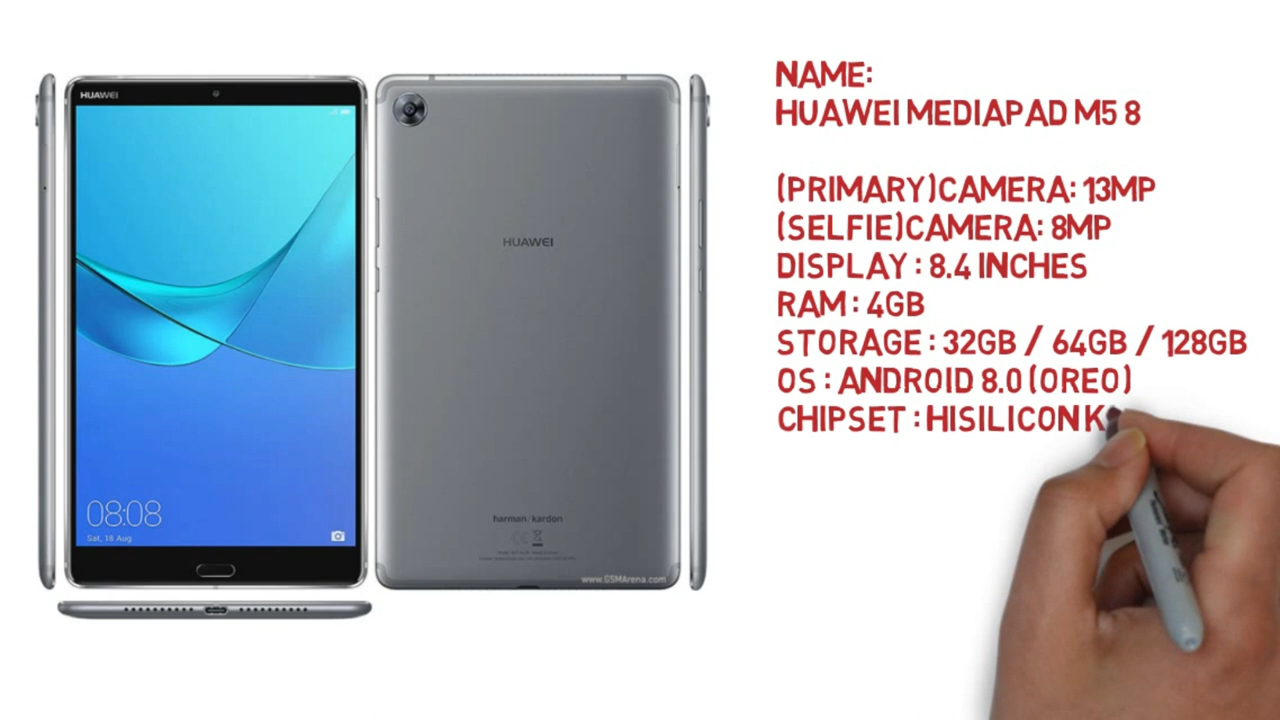 HUAWEI
08:08
Sat, 18 Aug
HUAWEI
harman/kardon
www.GSMArena.com
NAME:
HUAWEI MEDIAPAD M5 8
(PRIMARY)CAMERA: 13MP
(SELFIE)CAMERA: 8MP
DISPLAY : 8.4 INCHES
RAM : 4GB
STORAGE : 32GB / 64GB / 128GB
OS : ANDROID 8.0 (OREO)
CHIPSET : HISILICON K